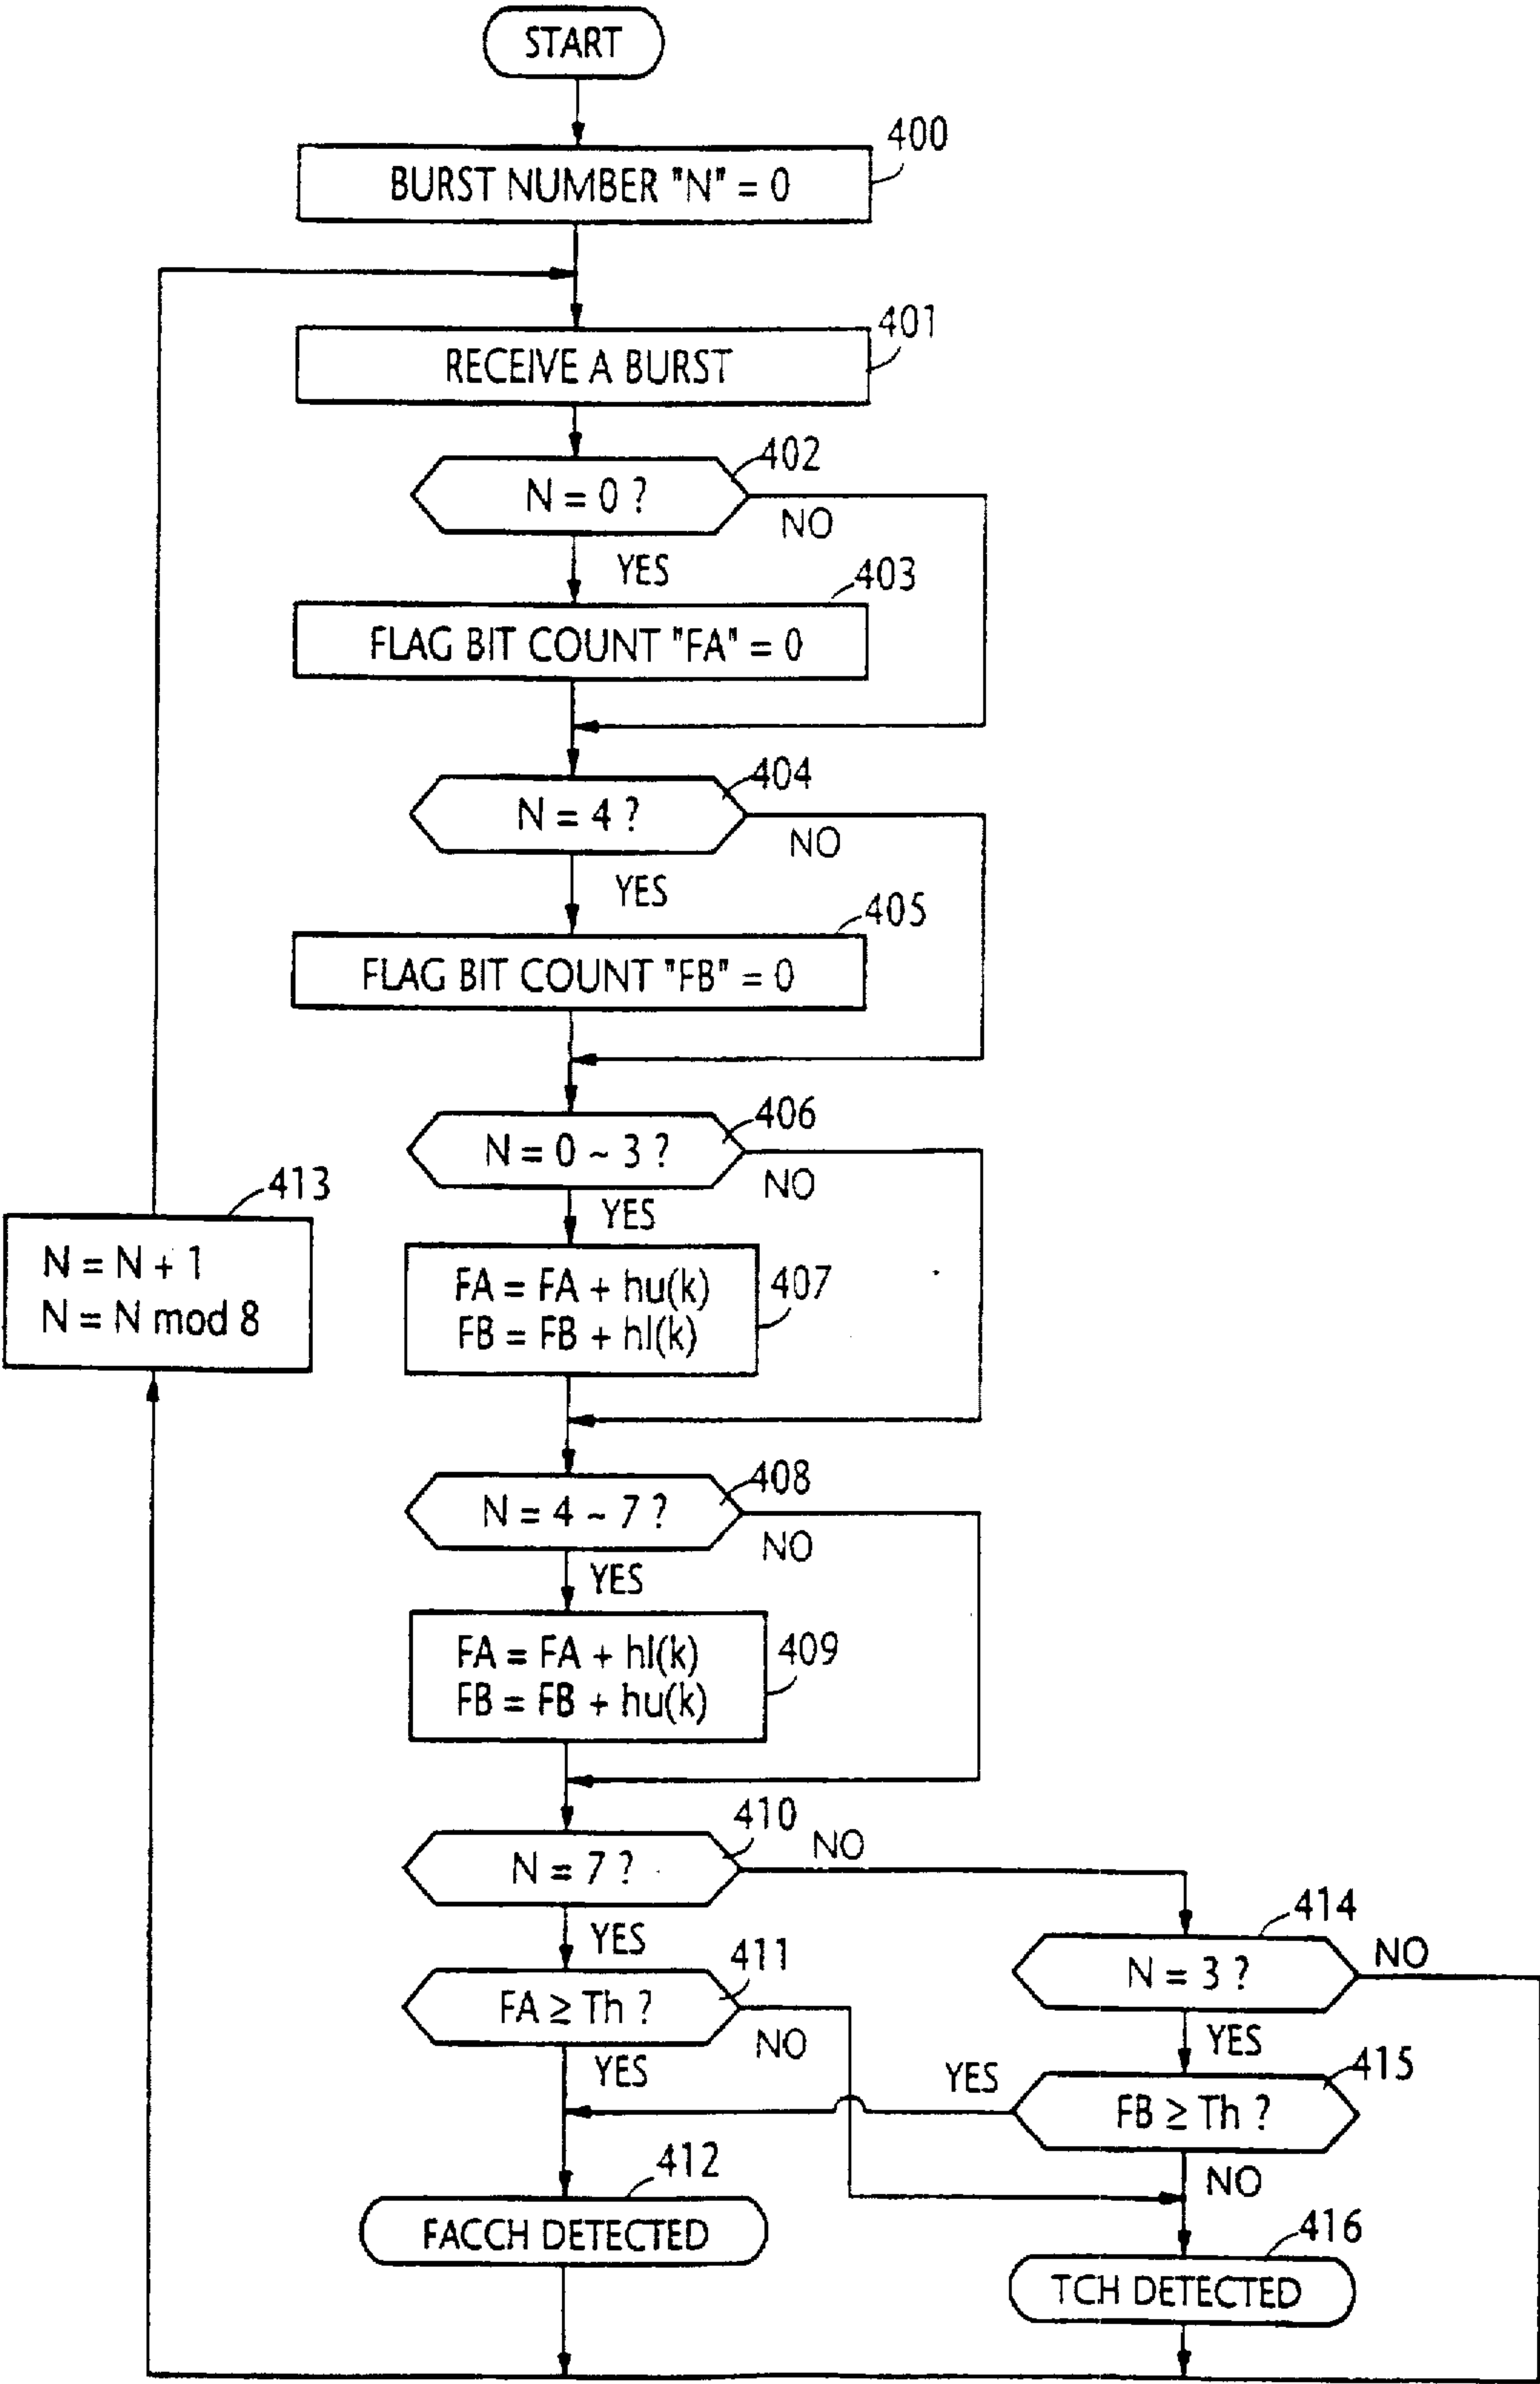 START
400
BURST NUMBER "N" = 0
401
RECEIVE A BURST
402
N = 0 ?
NO
YES
403
FLAG BIT COUNT "FA" = 0
404
N = 4 ?
NO
YES
405
FLAG BIT COUNT "FB" = 0
406
N = 0 ~ 3 ?
NO
YES
413
N = N + 1
N = N mod 8
407
FA = FA + hu(k)
FB = FB + hl(k)
408
N = 4 ~ 7 ?
NO
YES
409
FA = FA + hl(k)
FB = FB + hu(k)
410
N = 7 ?
NO
YES
414
N = 3 ?
NO
YES
411
FA ≥ Th ?
NO
YES
415
FB ≥ Th ?
YES
NO
412
FACCH DETECTED
416
TCH DETECTED